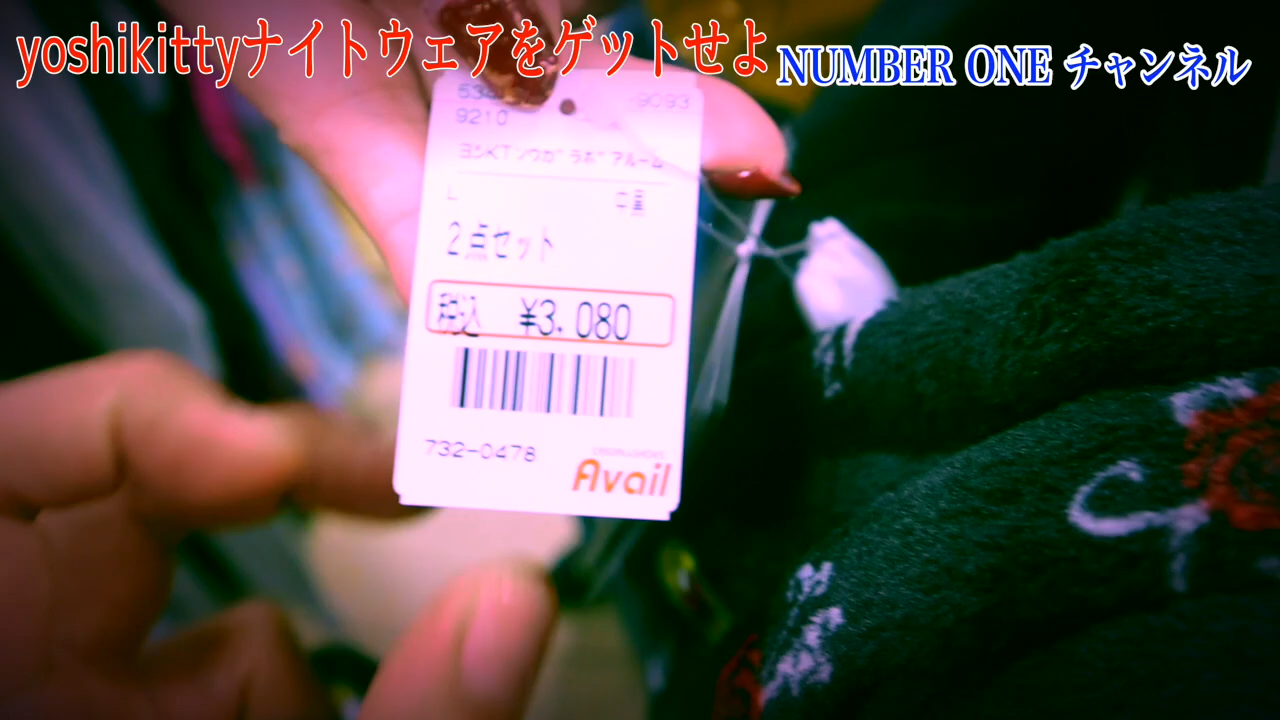 yoshikittyナイトウェアをゲットせよ
NUMBER ONE チャンネル
-9093
9210
ヨシKTソウガラボアルーム
L 中黒
2点セット
税込 ¥3.080
732-0478
Avail